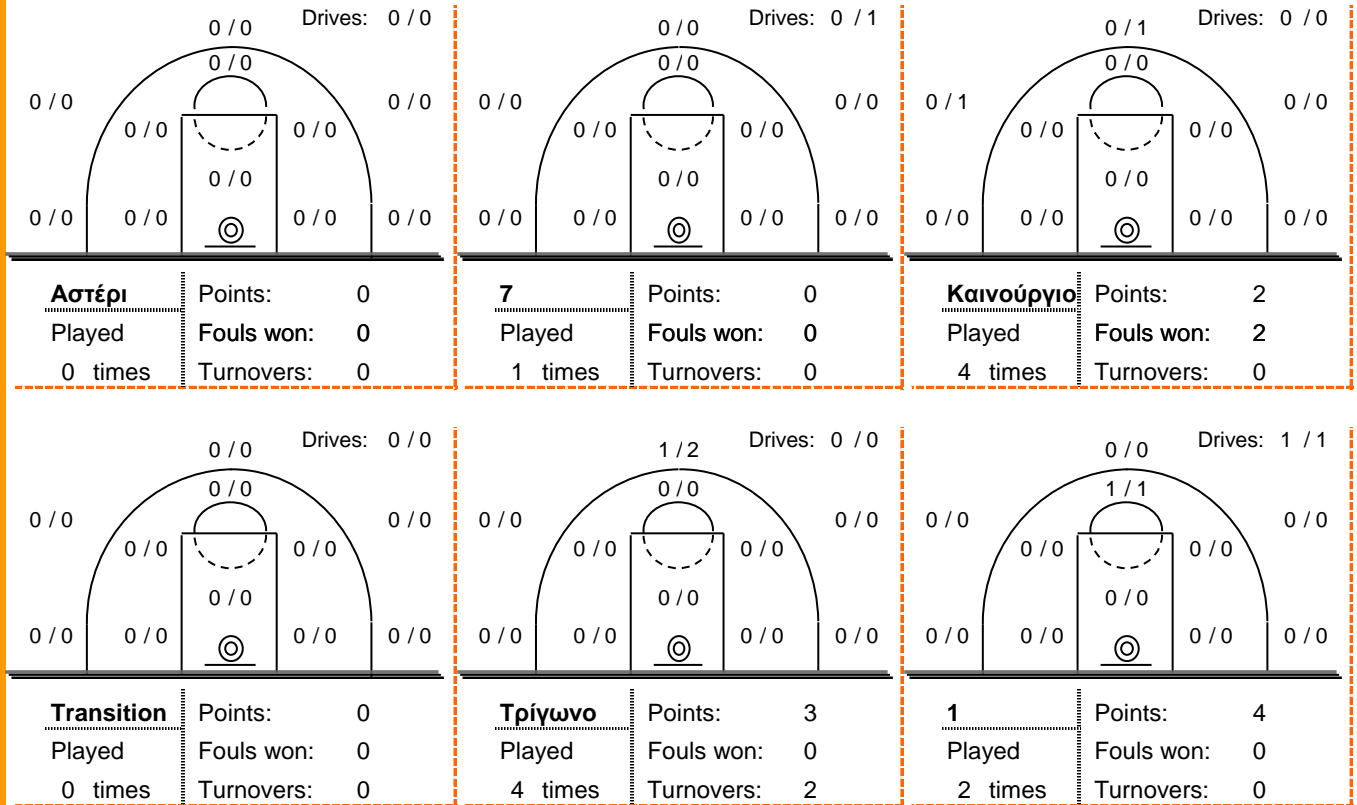 Drives: 0 / 0
0 / 0
0 / 0
0 / 0 0 / 0
0 / 0 0 / 0
0 / 0
0 / 0 0 / 0 0 / 0 0 / 0
Αστέρι Points: 0
Played Fouls won: 0
0 times Turnovers: 0
Drives: 0 / 1
0 / 0
0 / 0
0 / 0 0 / 0
0 / 0 0 / 0
0 / 0
0 / 0 0 / 0 0 / 0 0 / 0
7 Points: 0
Played Fouls won: 0
1 times Turnovers: 0
Drives: 0 / 0
0 / 1
0 / 0
0 / 1 0 / 0
0 / 0 0 / 0
0 / 0
0 / 0 0 / 0 0 / 0 0 / 0
Καινούργιο Points: 2
Played Fouls won: 2
4 times Turnovers: 0
Drives: 0 / 0
0 / 0
0 / 0
0 / 0 0 / 0
0 / 0 0 / 0
0 / 0
0 / 0 0 / 0 0 / 0 0 / 0
Transition Points: 0
Played Fouls won: 0
0 times Turnovers: 0
Drives: 0 / 0
1 / 2
0 / 0
0 / 0 0 / 0
0 / 0 0 / 0
0 / 0
0 / 0 0 / 0 0 / 0 0 / 0
Τρίγωνο Points: 3
Played Fouls won: 0
4 times Turnovers: 2
Drives: 1 / 1
0 / 0
1 / 1
0 / 0 0 / 0
0 / 0 0 / 0
0 / 0
0 / 0 0 / 0 0 / 0 0 / 0
1 Points: 4
Played Fouls won: 0
2 times Turnovers: 0